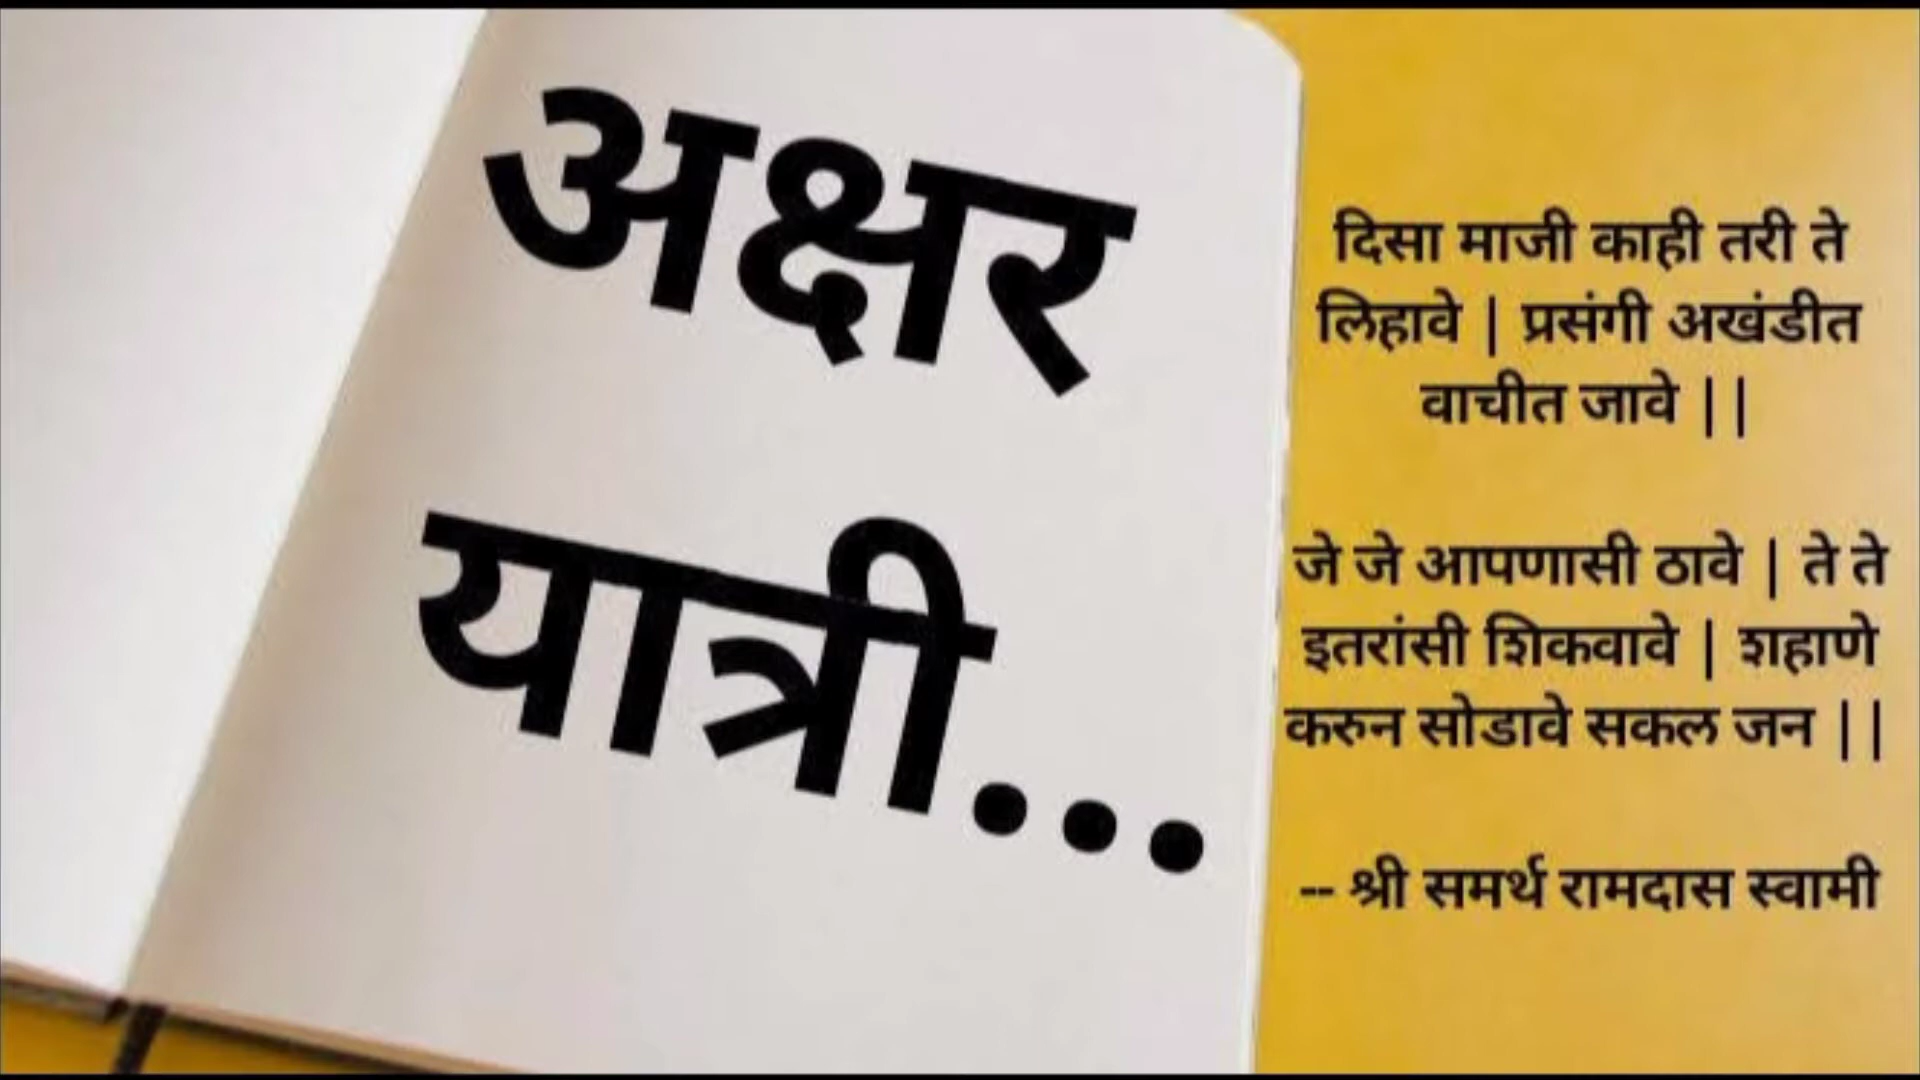 अक्षर
यात्री...
दिसा माजी काही तरी ते
लिहावे | प्रसंगी अखंडीत
वाचीत जावे ||
जे जे आपणासी ठावे | ते ते
इतरांसी शिकवावे | शहाणे
करुन सोडावे सकल जन ||
-- श्री समर्थ रामदास स्वामी